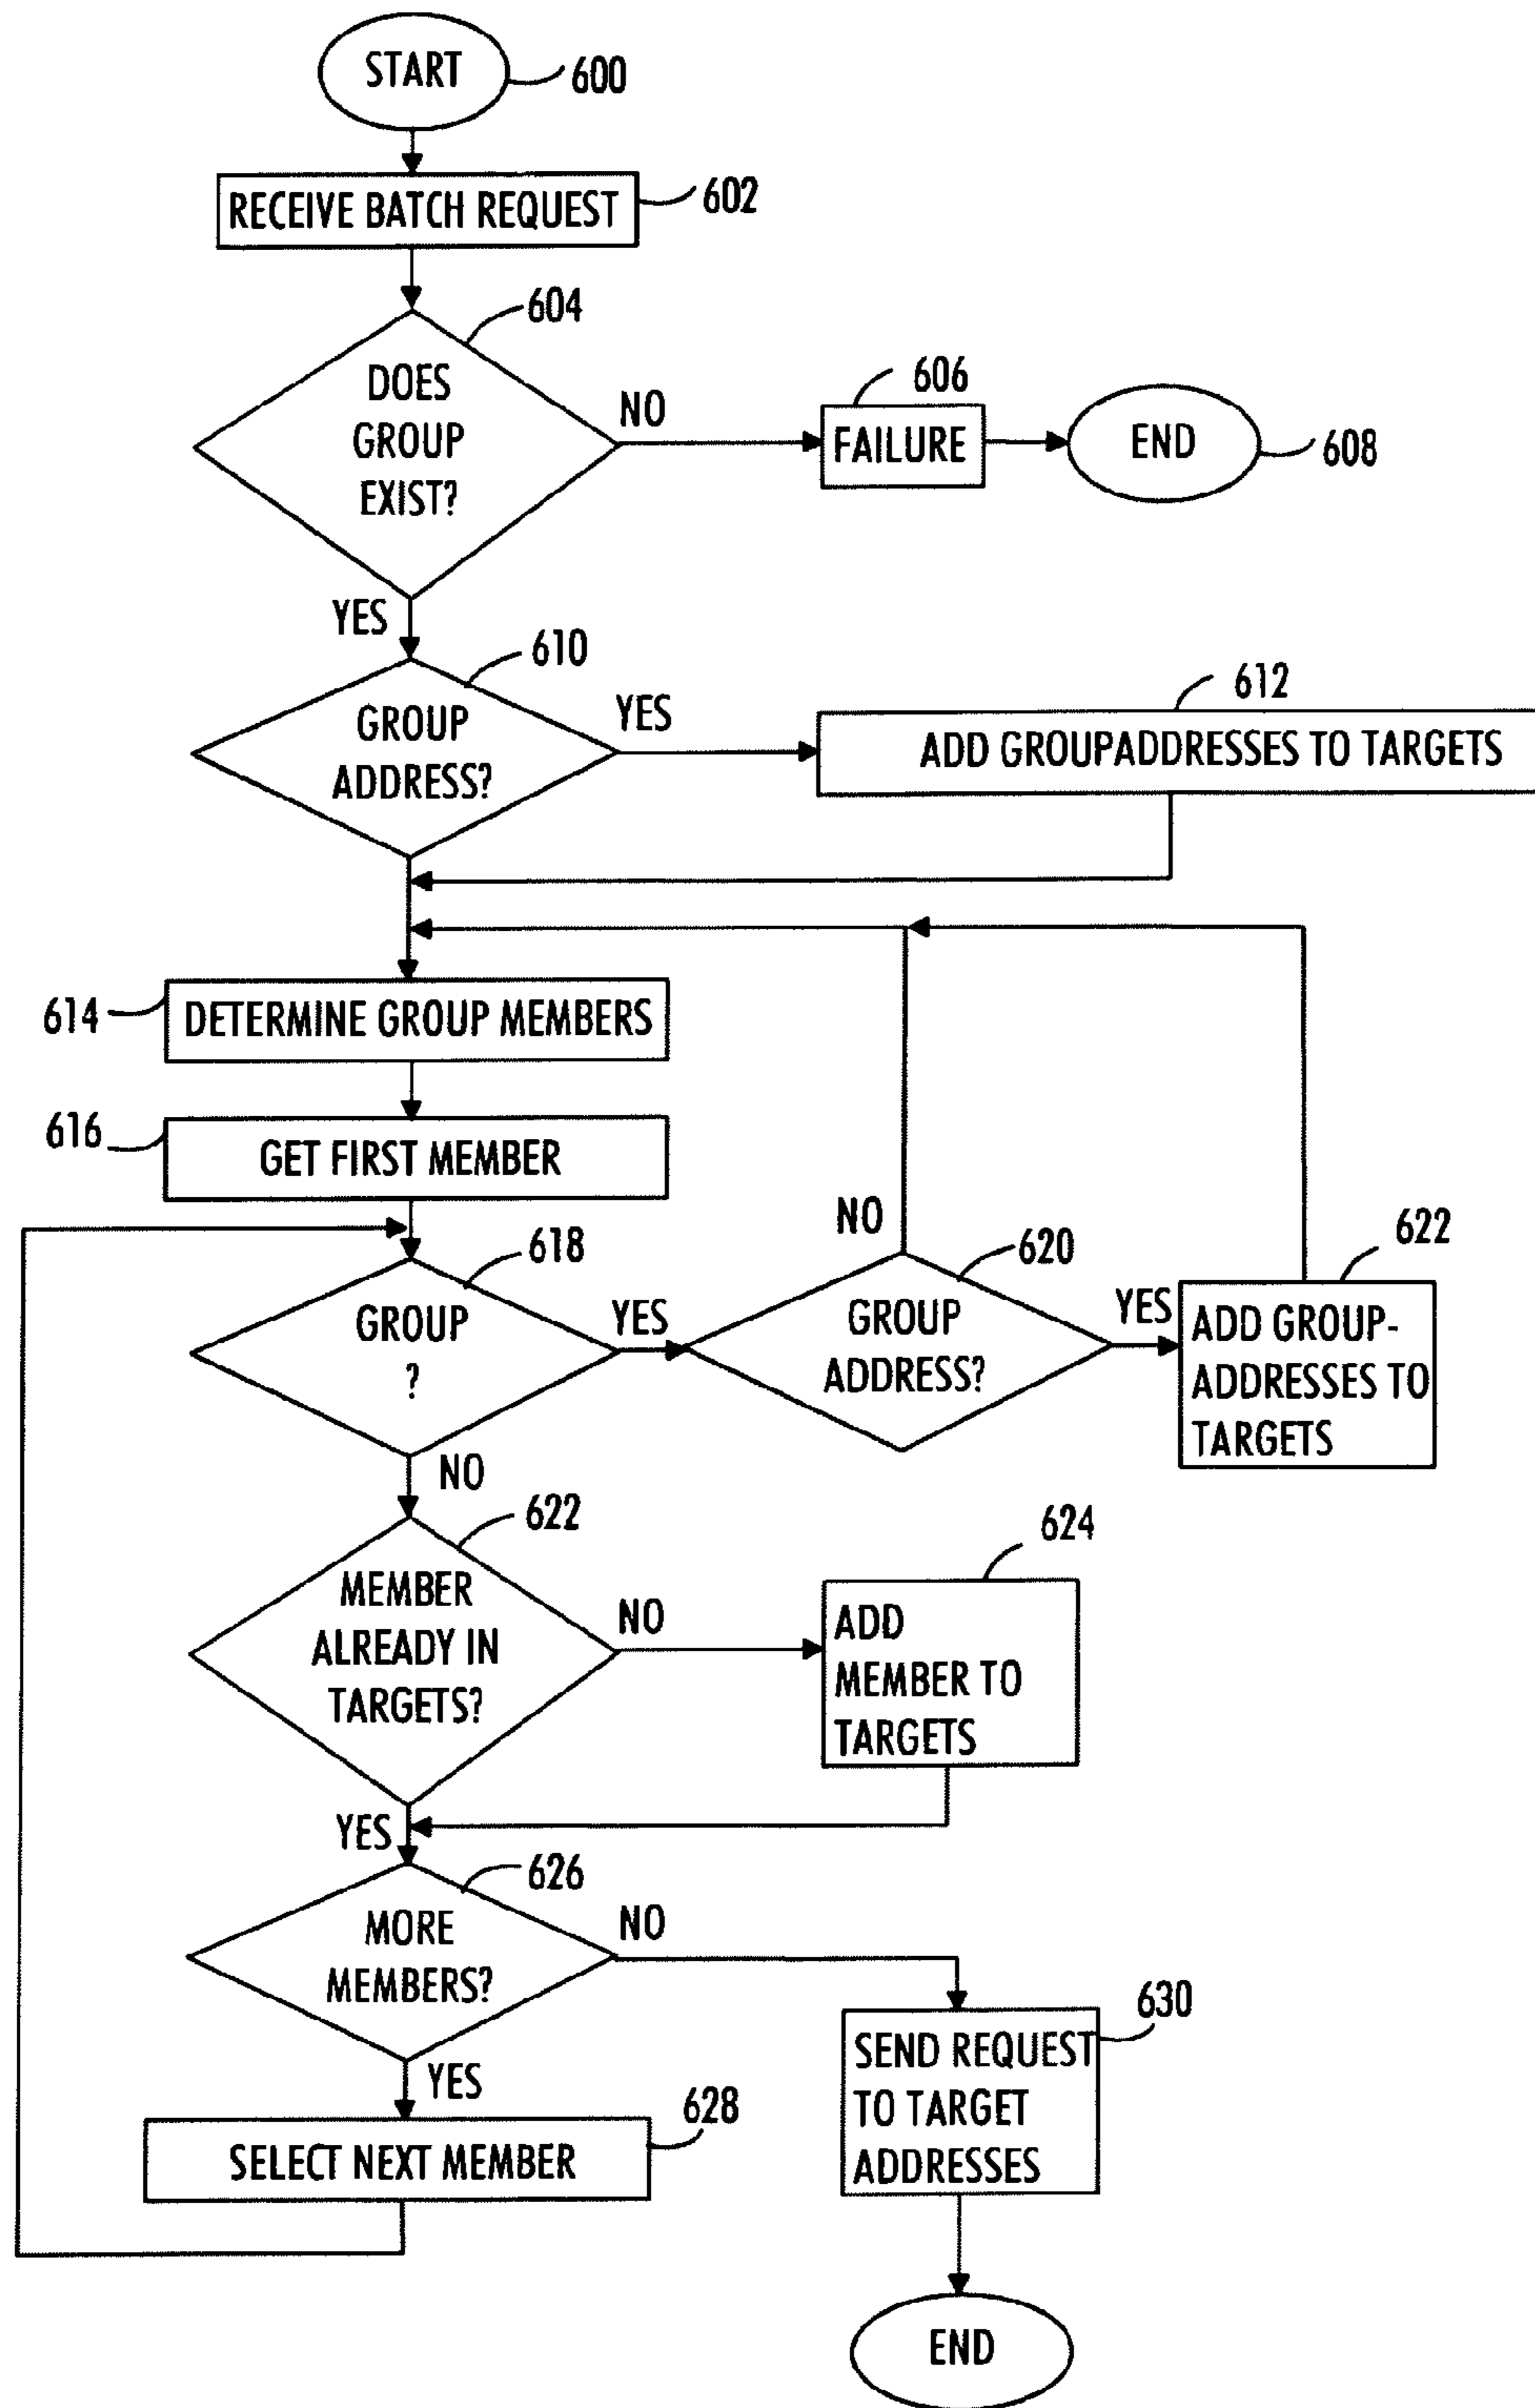 START
600
RECEIVE BATCH REQUEST
602
604
DOES
GROUP
EXIST?
NO
606
FAILURE
END
608
YES
610
GROUP
ADDRESS?
YES
612
ADD GROUPADDRESSES TO TARGETS
614
DETERMINE GROUP MEMBERS
616
GET FIRST MEMBER
618
GROUP
?
YES
NO
620
GROUP
ADDRESS?
YES
622
ADD GROUP-
ADDRESSES TO
TARGETS
NO
622
MEMBER
ALREADY IN
TARGETS?
NO
624
ADD
MEMBER TO
TARGETS
YES
626
MORE
MEMBERS?
NO
630
SEND REQUEST
TO TARGET
ADDRESSES
YES
628
SELECT NEXT MEMBER
END